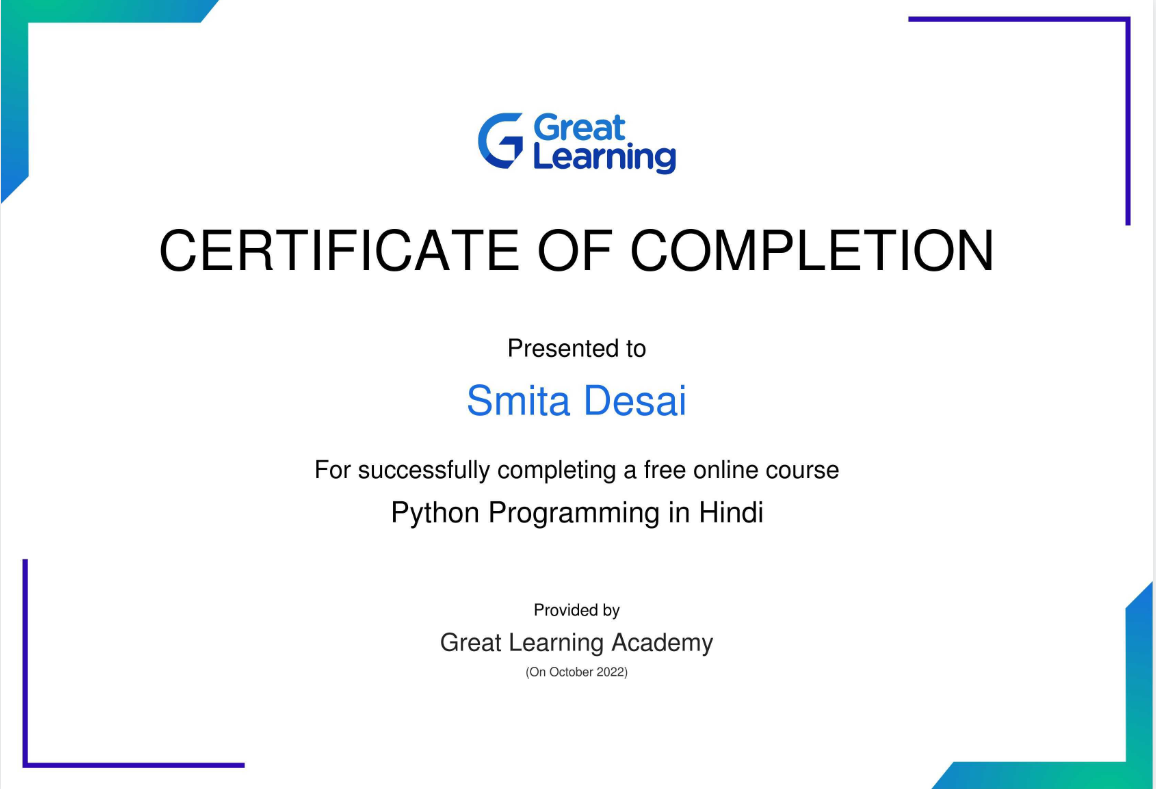 Great
Learning
CERTIFICATE OF COMPLETION
Presented to
Smita Desai
For successfully completing a free online course
Python Programming in Hindi
Provided by
Great Learning Academy
(On October 2022)